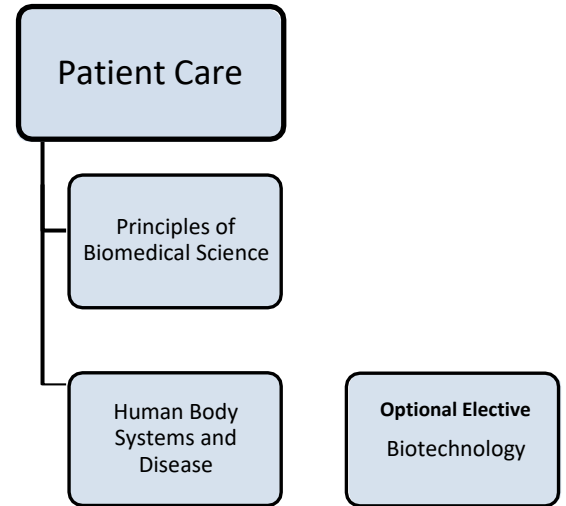 Patient Care
Principles of
Biomedical Science
Human Body
Systems and
Disease
Optional Elective
Biotechnology